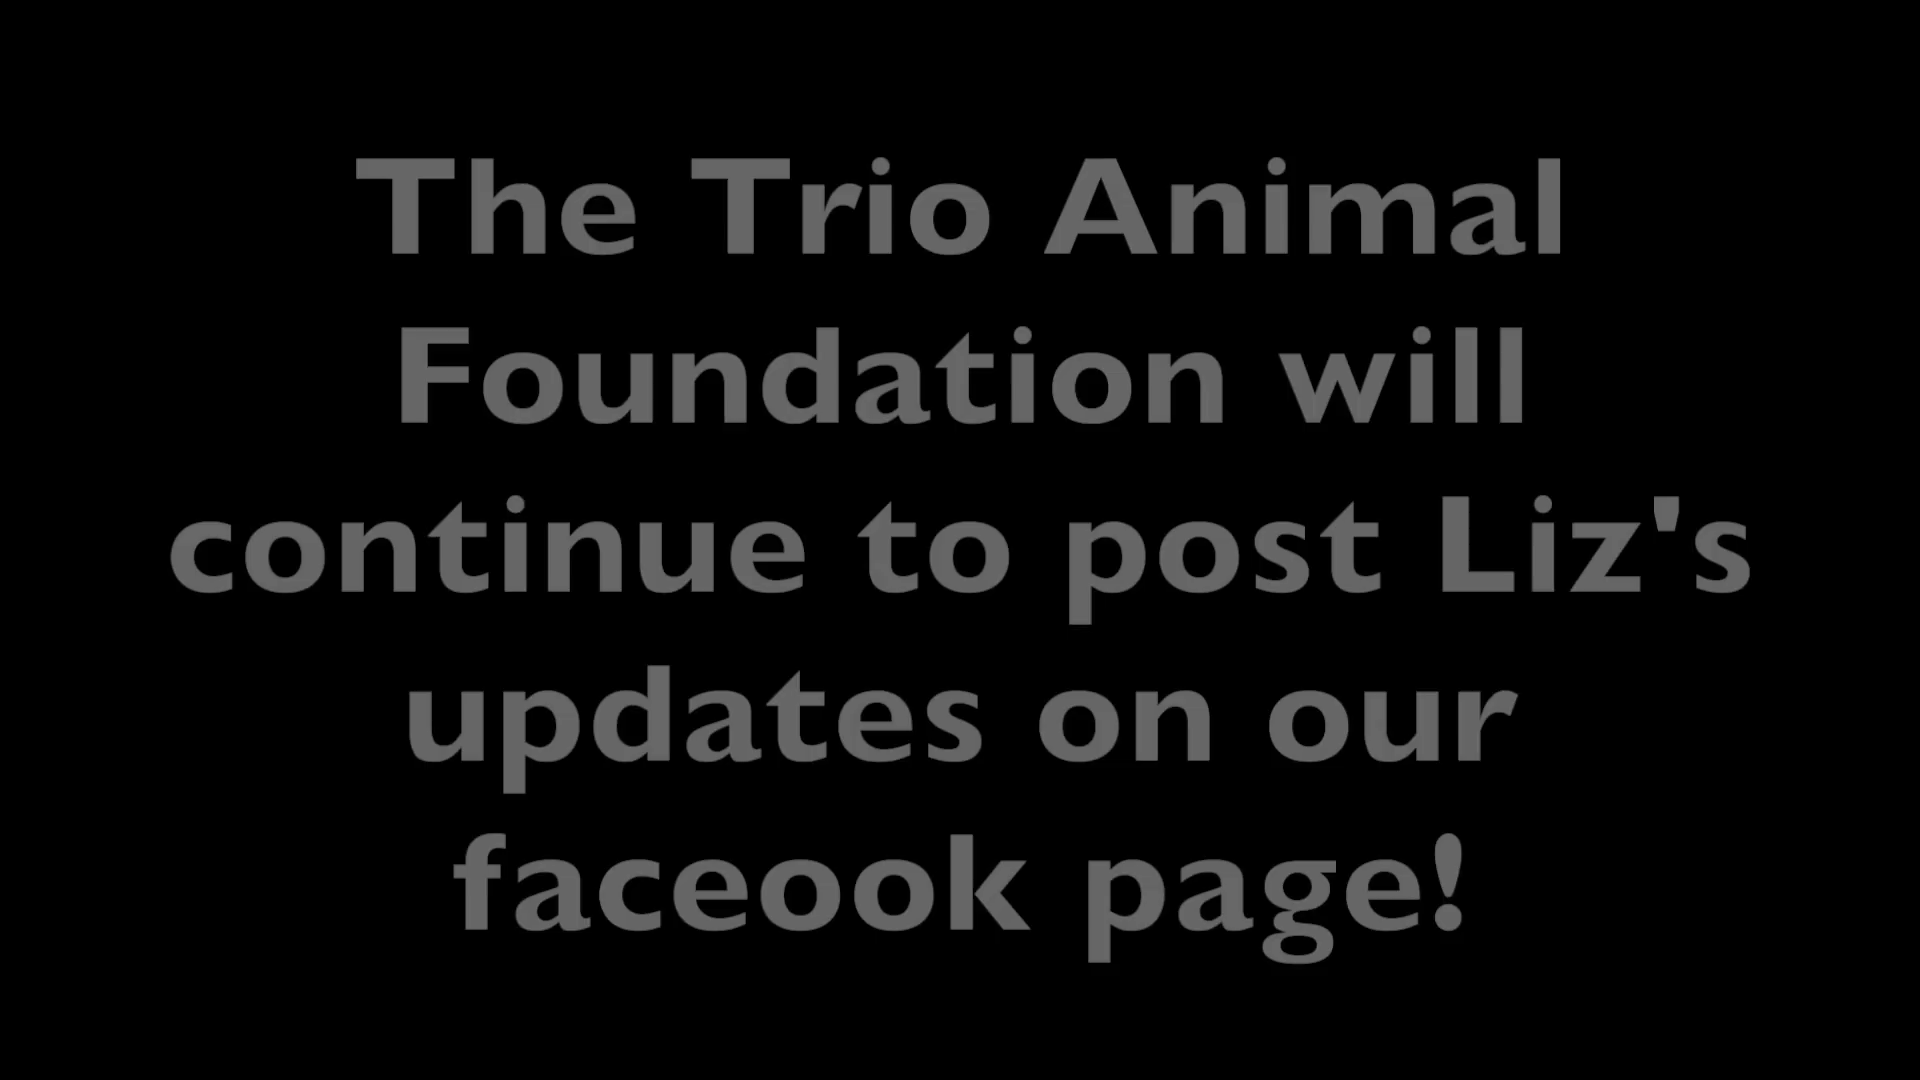 The Trio Animal
Foundation will
continue to post Liz's
updates on our
faceook page!